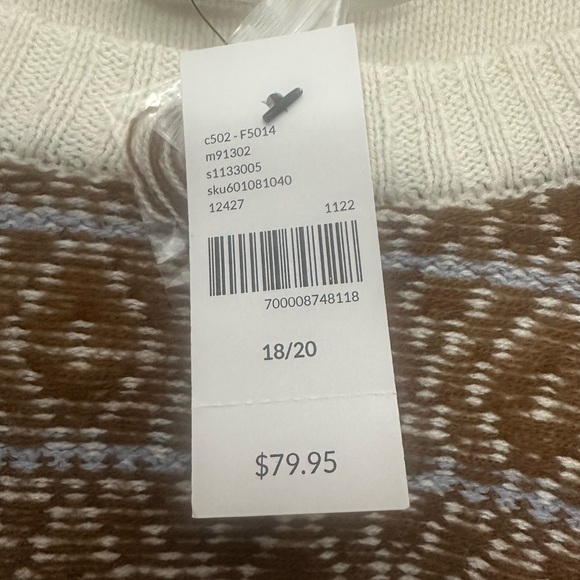 c502 - F5014
m91302
s1133005
sku601081040
12427 1122
700008748118
18/20
$79.95